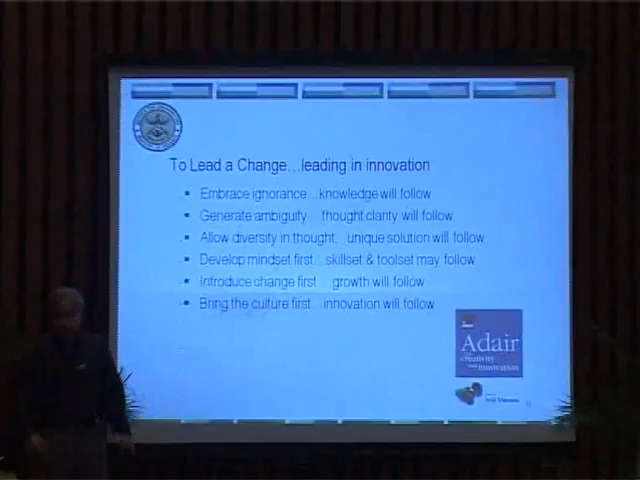 To Lead a Change...leading in innovation
Embrace ignorance...knowledge will follow
Generate ambiguity...thought clarity will follow
Allow diversity in thought...unique solution will follow
Develop mindset first...skillset & toolset may follow
Introduce change first...growth will follow
Bring the culture first...innovation will follow
Adair
creativity
innovation